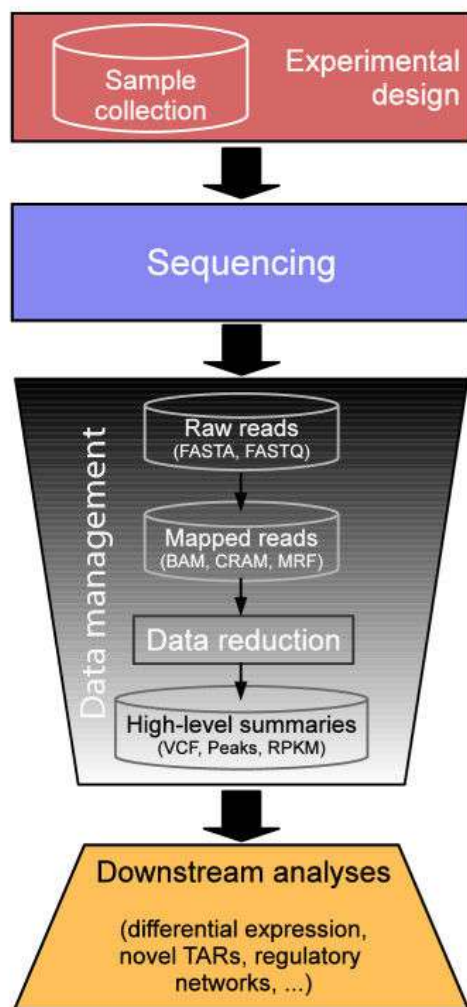 Sample
collection
Experimental
design
Sequencing
Data management
Raw reads
(FASTA, FASTQ)
Mapped reads
(BAM, CRAM, MRF)
Data reduction
High-level summaries
(VCF, Peaks, RPKM)
Downstream analyses
(differential expression,
novel TARs, regulatory
networks, ...)